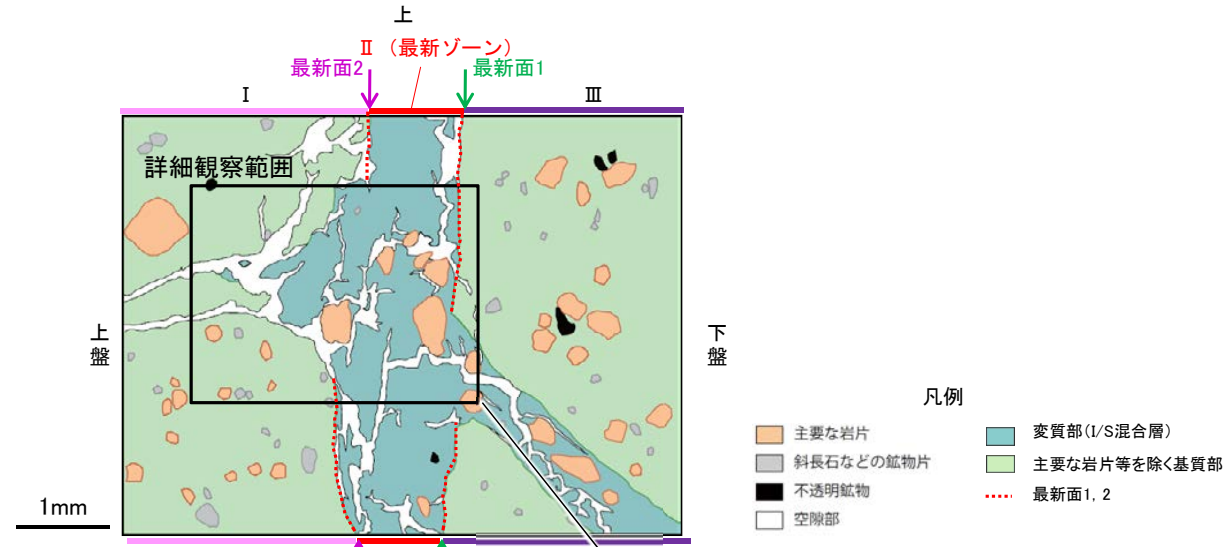 上
Ⅱ（最新ゾーン）
最新面2
最新面1
Ⅰ
Ⅲ
詳細観察範囲
上盤
下盤
1mm
凡例
主要な岩片
斜長石などの鉱物片
不透明鉱物
空隙部
変質部(I/S混合層)
主要な岩片等を除く基質部
最新面1, 2